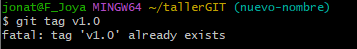 jonat@F_Joya MINGW64 ~/tallerGIT (nuevo-nombre)
$ git tag v1.0
fatal: tag 'v1.0' already exists